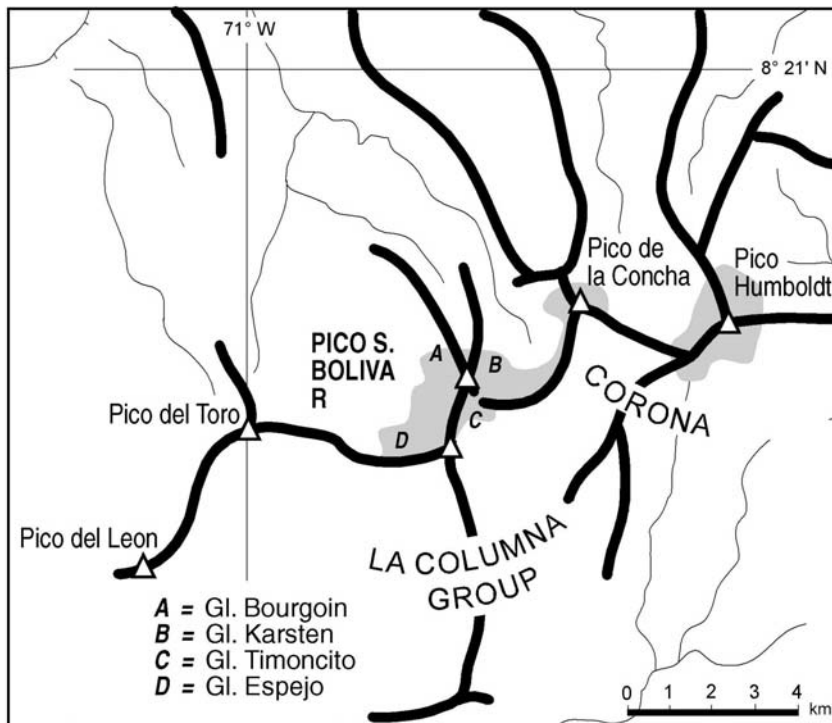 71° W
8° 21' N
Pico de
la Concha
Pico
Humboldt
PICO S.
BOLIVA
R
A
B
C
D
CORONA
Pico del Toro
Pico del Leon
LA COLUMNA
GROUP
A = Gl. Bourgoin
B = Gl. Karsten
C = Gl. Timoncito
D = Gl. Espejo
0 1 2 3 4
km